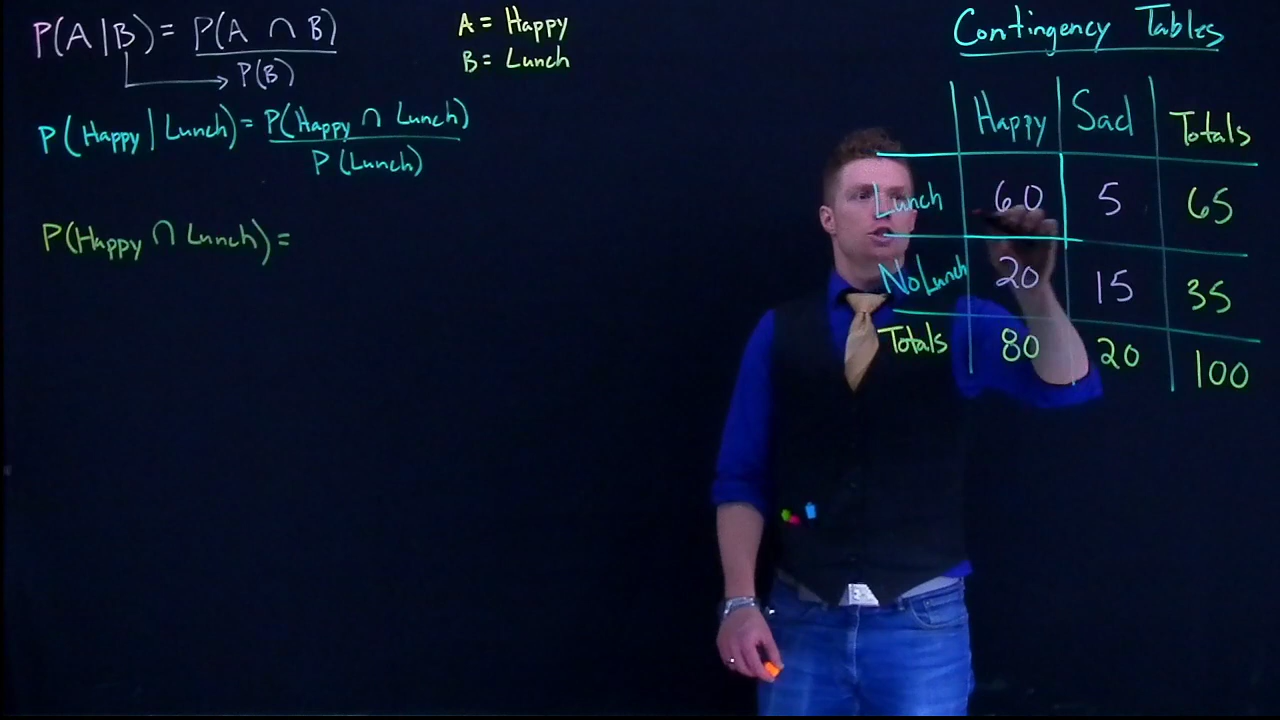 P(A|B) = P(A ∩ B)
P(B)
A = Happy
B = Lunch
P(Happy | Lunch) = P(Happy ∩ Lunch)
P(Lunch)
P(Happy ∩ Lunch) =
Contingency Tables
Happy Sad Totals
Lunch 60 5 65
No Lunch 20 15 35
Totals 80 20 100